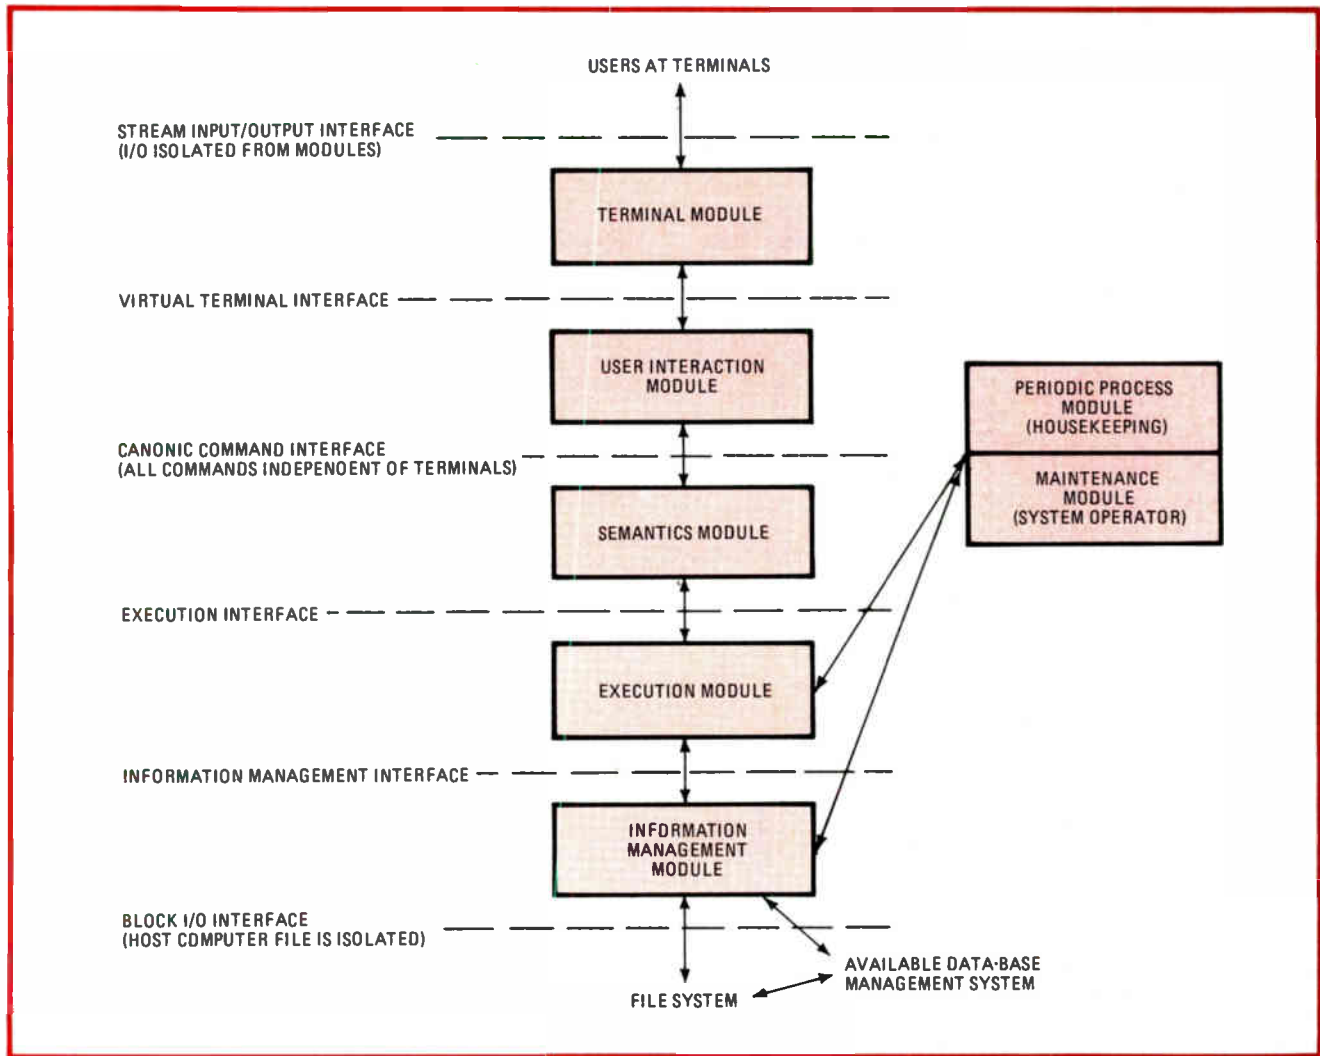 USERS AT TERMINALS
STREAM INPUT/OUTPUT INTERFACE
(I/O ISOLATED FROM MODULES)
TERMINAL MODULE
VIRTUAL TERMINAL INTERFACE
USER INTERACTION
MODULE
PERIODIC PROCESS
MODULE
(HOUSEKEEPING)
CANONIC COMMAND INTERFACE
(ALL COMMANDS INDEPENOENT OF TERMINALS)
MAINTENANCE
MODULE
(SYSTEM OPERATOR)
SEMANTICS MODULE
EXECUTION INTERFACE
EXECUTION MODULE
INFORMATION MANAGEMENT INTERFACE
INFORMATION
MANAGEMENT
MODULE
BLOCK I/O INTERFACE
(HOST COMPUTER FILE IS ISOLATED)
AVAILABLE DATA-BASE
MANAGEMENT SYSTEM
FILE SYSTEM